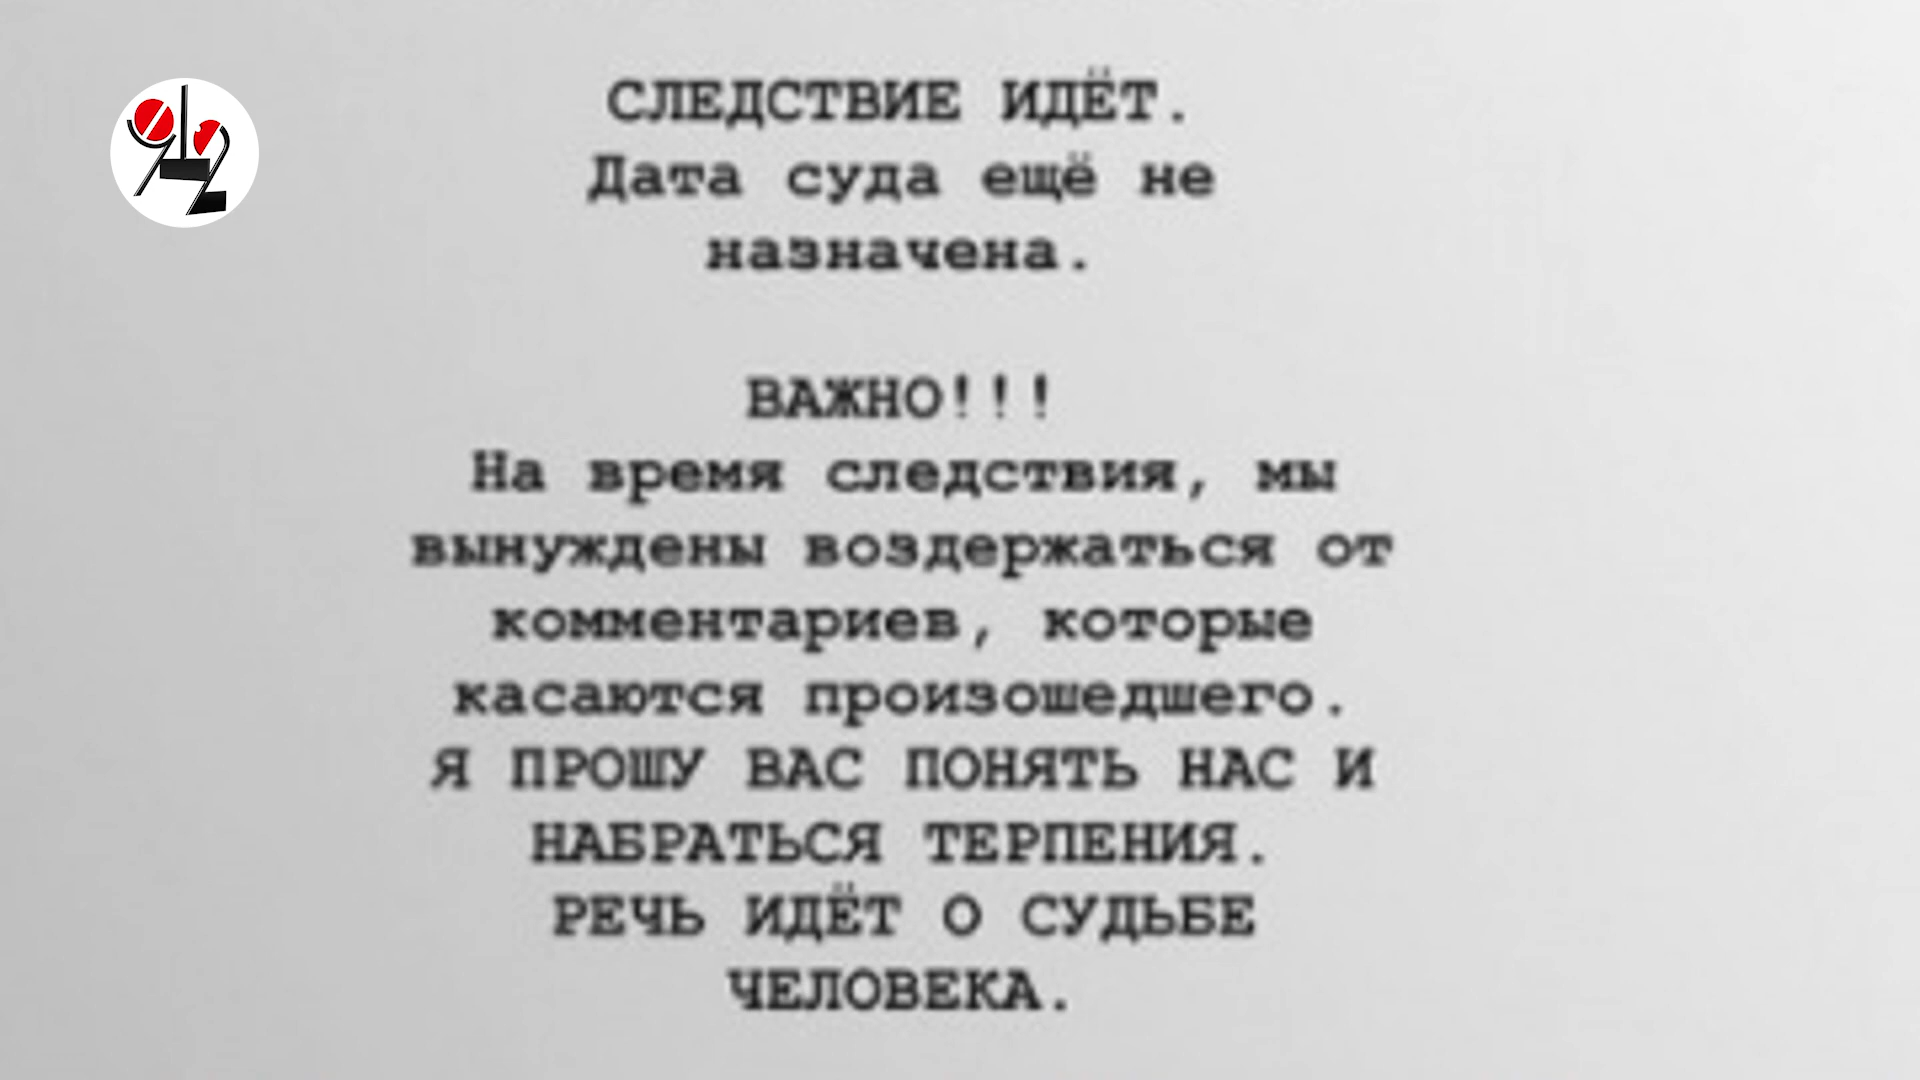 СЛЕДСТВИЕ ИДЁТ.
Дата суда ещё не
назначена.
ВАЖНО!!!
На время следствия, мы
вынуждены воздержаться от
комментариев, которые
касаются произошедшего.
Я ПРОШУ ВАС ПОНЯТЬ НАС И
НАБРАТЬСЯ ТЕРПЕНИЯ.
РЕЧЬ ИДЁТ О СУДЬБЕ
ЧЕЛОВЕКА.